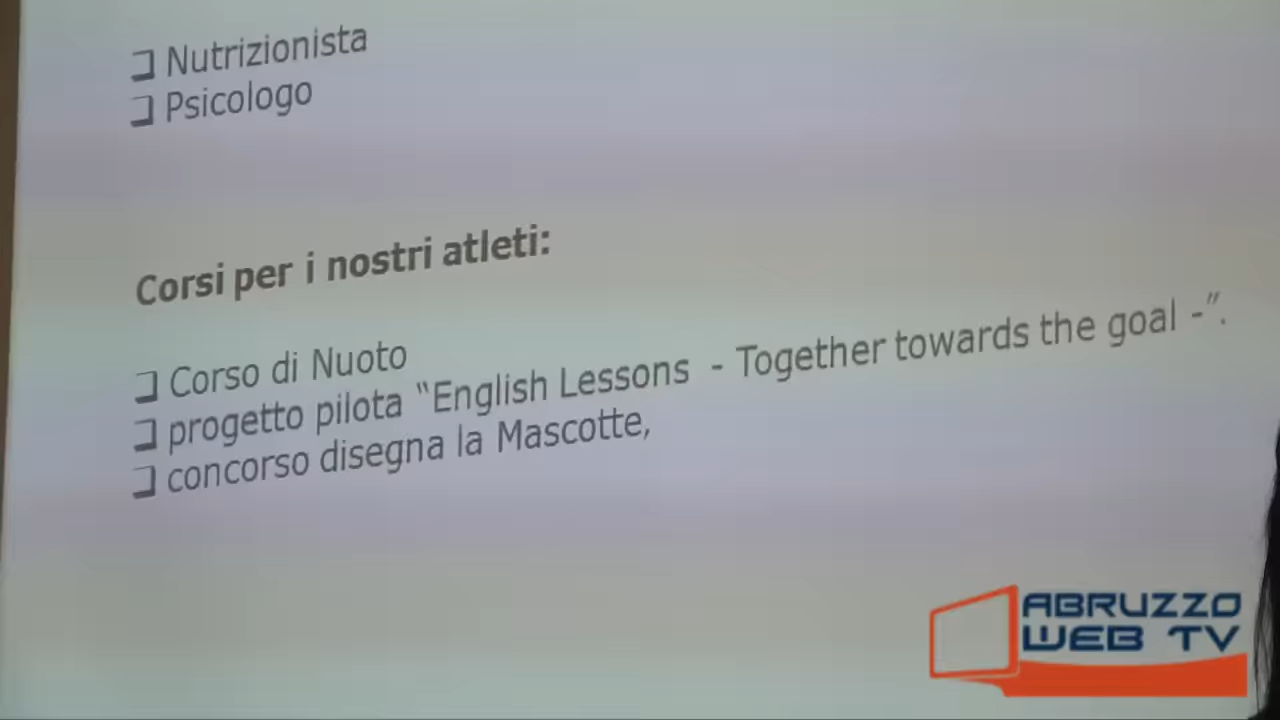 ❑ Nutrizionista
❑ Psicologo
Corsi per i nostri atleti:
❑ Corso di Nuoto
❑ progetto pilota “English Lessons - Together towards the goal -”.
❑ concorso disegna la Mascotte,
ABRUZZO
WEB TV